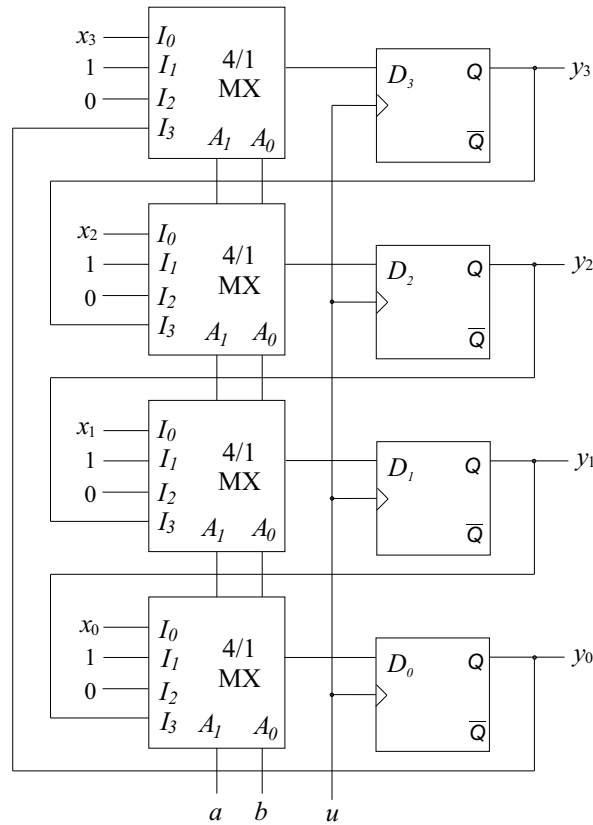 x₃ I₀ 4/1 D₃ Q y₃
1 I₁ MX
0 I₂
I₃ A₁ A₀ Q̅
x₂ I₀ 4/1 D₂ Q y₂
1 I₁ MX
0 I₂
I₃ A₁ A₀ Q̅
x₁ I₀ 4/1 D₁ Q y₁
1 I₁ MX
0 I₂
I₃ A₁ A₀ Q̅
x₀ I₀ 4/1 D₀ Q y₀
1 I₁ MX
0 I₂
I₃ A₁ A₀ Q̅
a b u